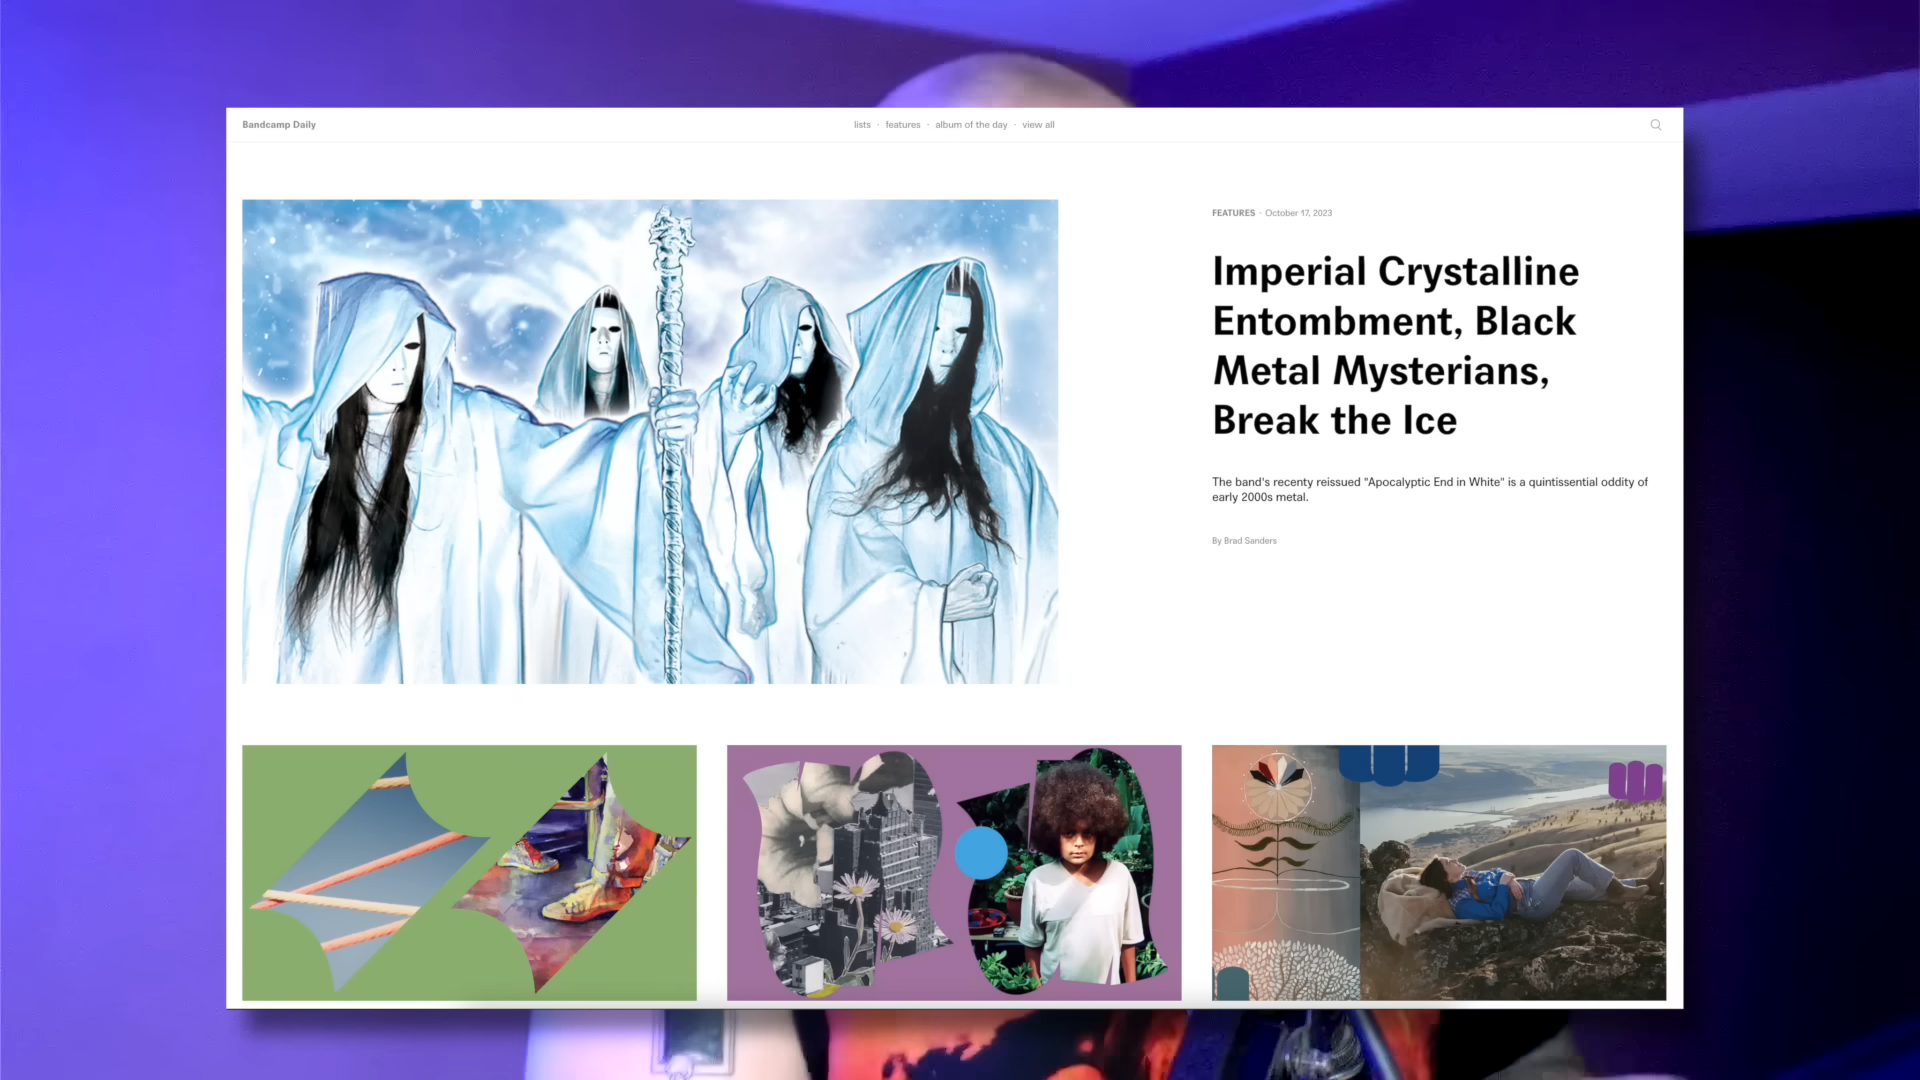 Bandcamp Daily
lists · features · album of the day · view all
FEATURES · October 17, 2023
Imperial Crystalline
Entombment, Black
Metal Mysterians,
Break the Ice
The band's recenty reissued "Apocalyptic End in White" is a quintissential oddity of
early 2000s metal.
By Brad Sanders